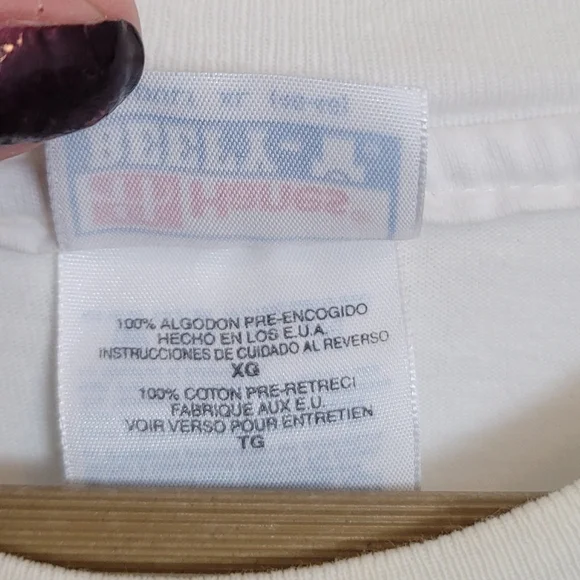 100% ALGODON PRE-ENCOGIDO
HECHO EN LOS E.U.A.
INSTRUCCIONES DE CUIDADO AL REVERSO
XG
100% COTON PRE-RETRECI
FABRIQUE AUX E.U.
VOIR VERSO POUR ENTRETIEN
TG